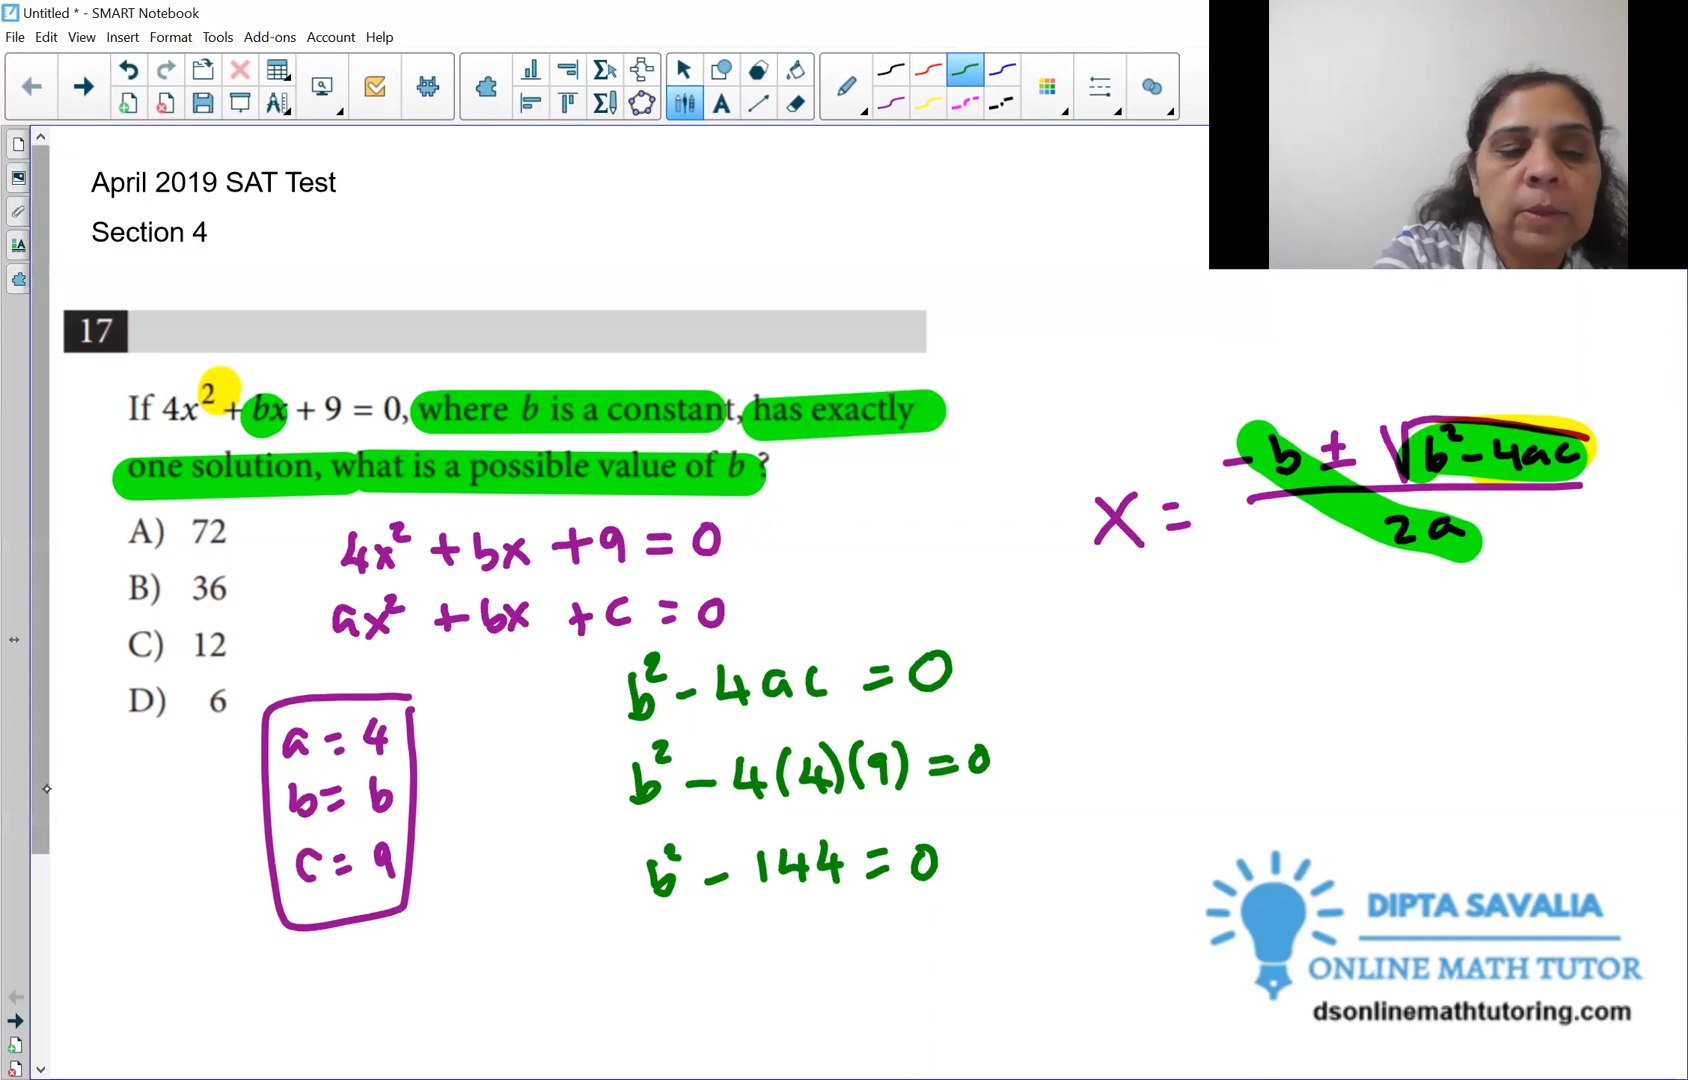 Untitled * - SMART Notebook
File Edit View Insert Format Tools Add-ons Account Help
April 2019 SAT Test
Section 4
17
If 4x² + bx + 9 = 0, where b is a constant, has exactly
one solution, what is a possible value of b ?
A) 72
B) 36
C) 12
D) 6
4x² + bx + 9 = 0
ax² + bx + c = 0
a = 4
b = b
c = 9
b² - 4ac = 0
b² - 4(4)(9) = 0
b² - 144 = 0
x = (-b ± √(b² - 4ac)) / 2a
DIPTA SAVALIA
ONLINE MATH TUTOR
dsonlinemathtutoring.com